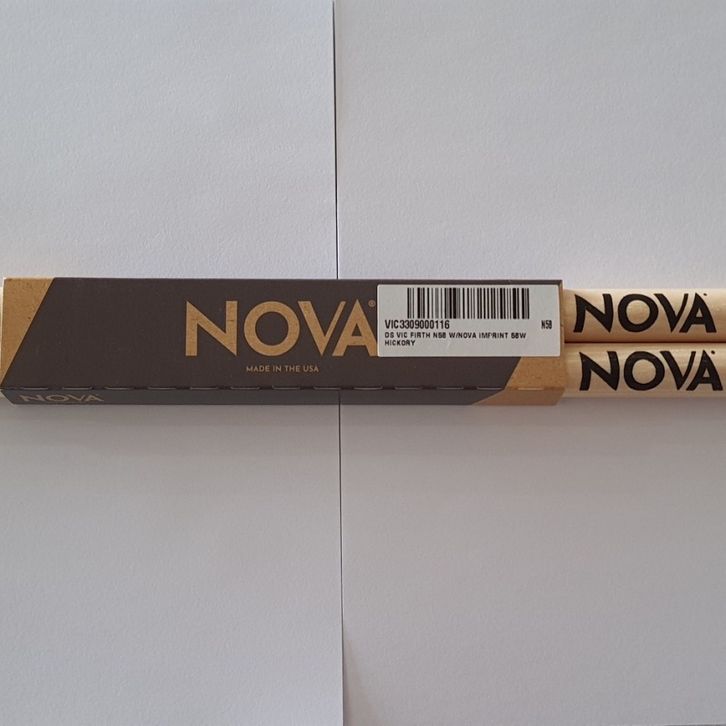 NOVA®
MADE IN THE USA
NOVA
VIC3309000116 N5B
DS VIC FIRTH N5B W/NOVA IMPRINT 5BW
HICKORY
NOVA
NOVA